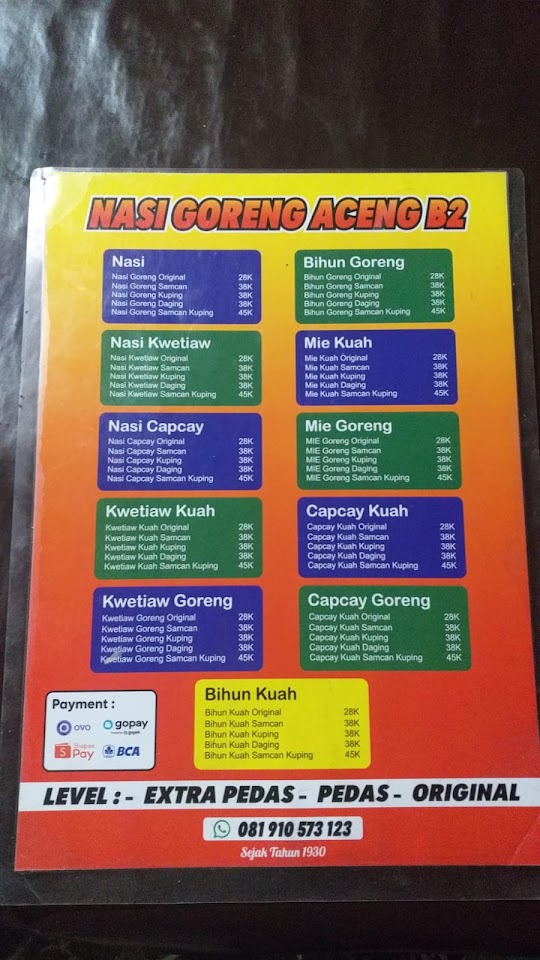 NASI GORENG ACENG B2
Nasi
Nasi Goreng Original 28K
Nasi Goreng Samcan 38K
Nasi Goreng Kuping 38K
Nasi Goreng Daging 38K
Nasi Goreng Samcan Kuping 45K
Bihun Goreng
Bihun Goreng Original 28K
Bihun Goreng Samcan 38K
Bihun Goreng Kuping 38K
Bihun Goreng Daging 38K
Bihun Goreng Samcan Kuping 45K
Nasi Kwetiaw
Nasi Kwetiaw Original 28K
Nasi Kwetiaw Samcan 38K
Nasi Kwetiaw Kuping 38K
Nasi Kwetiaw Daging 38K
Nasi Kwetiaw Samcan Kuping 45K
Mie Kuah
Mie Kuah Original 28K
Mie Kuah Samcan 38K
Mie Kuah Kuping 38K
Mie Kuah Daging 38K
Mie Kuah Samcan Kuping 45K
Nasi Capcay
Nasi Capcay Original 28K
Nasi Capcay Samcan 38K
Nasi Capcay Kuping 38K
Nasi Capcay Daging 38K
Nasi Capcay Samcan Kuping 45K
Mie Goreng
MIE Goreng Original 28K
MIE Goreng Samcan 38K
MIE Goreng Kuping 38K
MIE Goreng Daging 38K
MIE Goreng Samcan Kuping 45K
Kwetiaw Kuah
Kwetiaw Kuah Original 28K
Kwetiaw Kuah Samcan 38K
Kwetiaw Kuah Kuping 38K
Kwetiaw Kuah Daging 38K
Kwetiaw Kuah Samcan Kuping 45K
Capcay Kuah
Capcay Kuah Original 28K
Capcay Kuah Samcan 38K
Capcay Kuah Kuping 38K
Capcay Kuah Daging 38K
Capcay Kuah Samcan Kuping 45K
Kwetiaw Goreng
Kwetiaw Goreng Original 28K
Kwetiaw Goreng Samcan 38K
Kwetiaw Goreng Kuping 38K
Kwetiaw Goreng Daging 38K
Kwetiaw Goreng Samcan Kuping 45K
Capcay Goreng
Capcay Kuah Original 28K
Capcay Kuah Samcan 38K
Capcay Kuah Kuping 38K
Capcay Kuah Daging 38K
Capcay Kuah Samcan Kuping 45K
Payment :
OVO gopay
Shopee Pay BCA
Bihun Kuah
Bihun Kuah Original 28K
Bihun Kuah Samcan 38K
Bihun Kuah Kuping 38K
Bihun Kuah Daging 38K
Bihun Kuah Samcan Kuping 45K
LEVEL : - EXTRA PEDAS - PEDAS - ORIGINAL
081 910 573 123
Sejak Tahun 1930